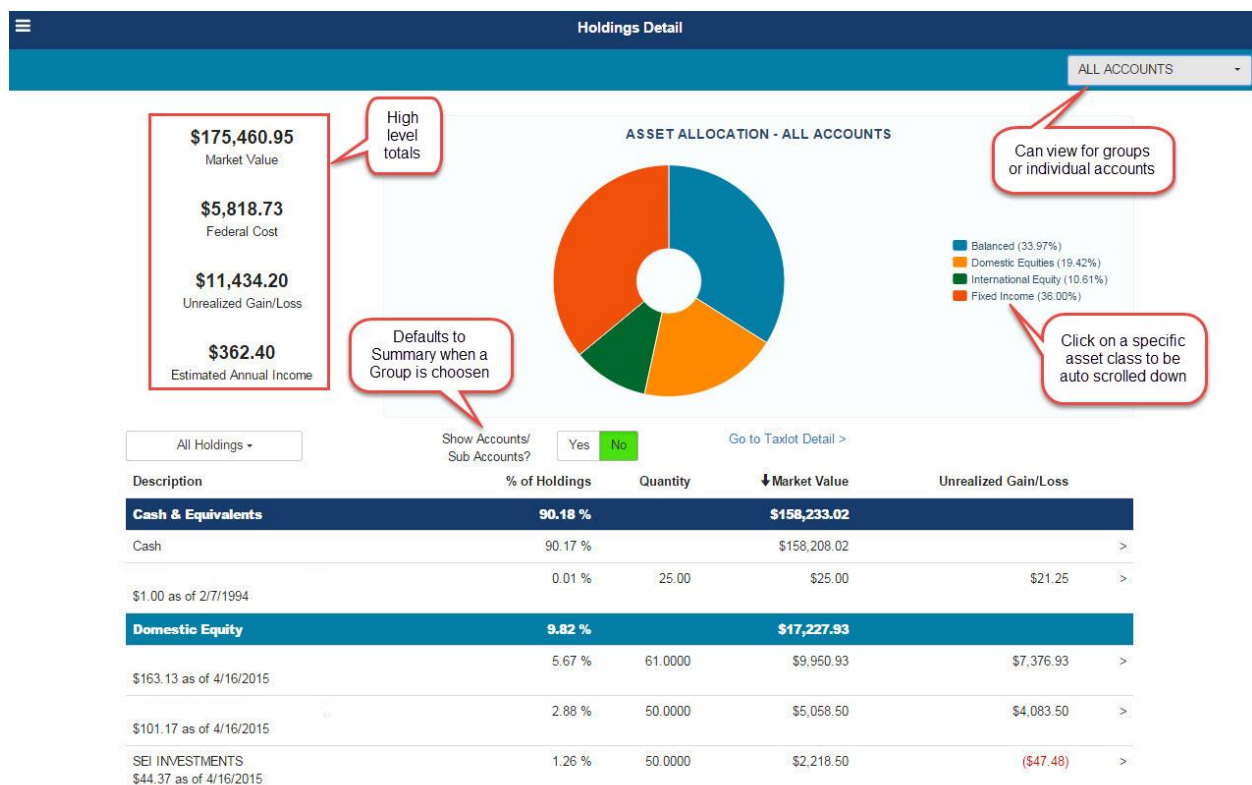 Holdings Detail
ALL ACCOUNTS
$175,460.95
Market Value
$5,818.73
Federal Cost
$11,434.20
Unrealized Gain/Loss
$362.40
Estimated Annual Income
High
level
totals
ASSET ALLOCATION - ALL ACCOUNTS
Can view for groups
or individual accounts
Balanced (33.97%)
Domestic Equities (19.42%)
International Equity (10.61%)
Fixed Income (36.00%)
Defaults to
Summary when a
Group is choosen
Click on a specific
asset class to be
auto scrolled down
All Holdings
Show Accounts/
Sub Accounts?
Yes No
Go to Taxlot Detail >
Description % of Holdings Quantity Market Value Unrealized Gain/Loss
Cash & Equivalents 90.18 % $158,233.02
Cash 90.17 % $158,208.02 >
0.01 % 25.00 $25.00 $21.25 >
$1.00 as of 2/7/1994
Domestic Equity 9.82 % $17,227.93
5.67 % 61.0000 $9,950.93 $7,376.93 >
$163.13 as of 4/16/2015
2.88 % 50.0000 $5,058.50 $4,083.50 >
$101.17 as of 4/16/2015
SEI INVESTMENTS 1.26 % 50.0000 $2,218.50 ($47.48) >
$44.37 as of 4/16/2015